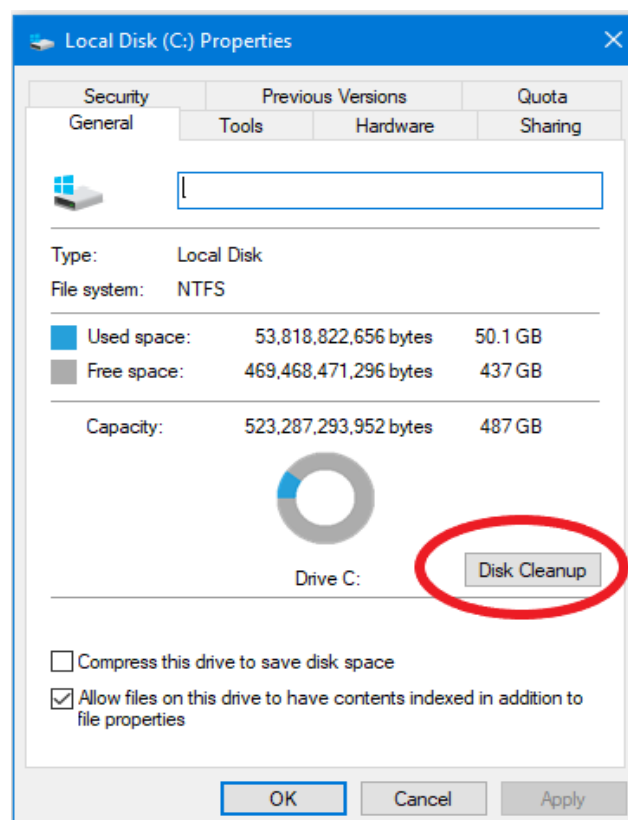 Local Disk (C:) Properties
Security Previous Versions Quota
General Tools Hardware Sharing
Type: Local Disk
File system: NTFS
Used space: 53,818,822,656 bytes 50.1 GB
Free space: 469,468,471,296 bytes 437 GB
Capacity: 523,287,293,952 bytes 487 GB
Drive C: Disk Cleanup
Compress this drive to save disk space
Allow files on this drive to have contents indexed in addition to
file properties
OK Cancel Apply